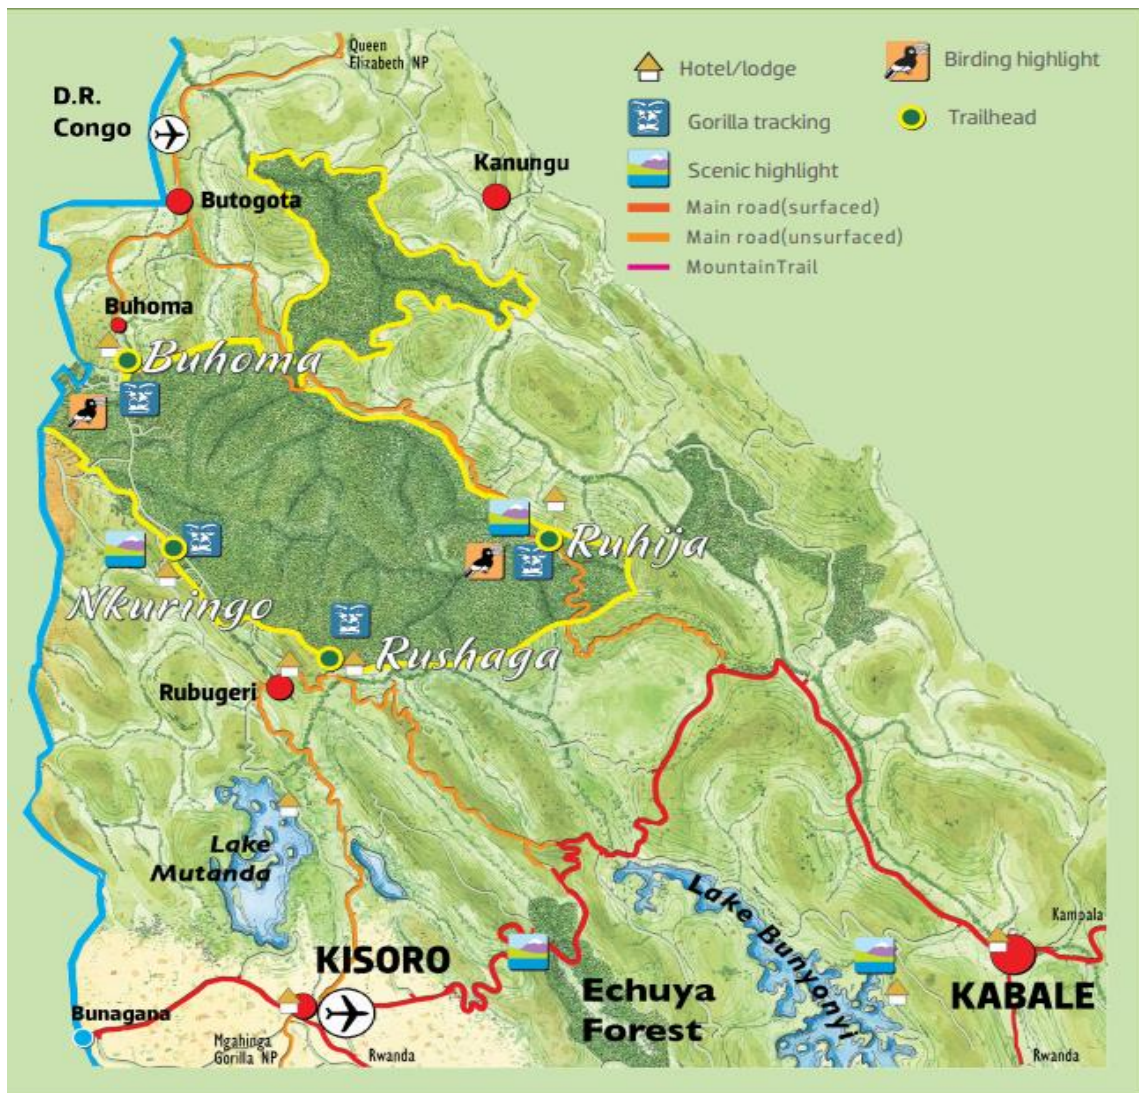 Queen
Elizabeth NP
Hotel/lodge
Birding highlight
D.R.
Congo
Gorilla tracking
Trailhead
Kanungu
Scenic highlight
Butogota
Main road(surfaced)
Main road(unsurfaced)
MountainTrail
Buhoma
Buhoma
Ruhija
Nkuringo
Rushaga
Rubugeri
Lake
Mutanda
Lake Bunyonyi
Kampala
KISORO
Echuya
Forest
KABALE
Bunagana
Mgahinga
Gorilla NP
Rwanda
Rwanda